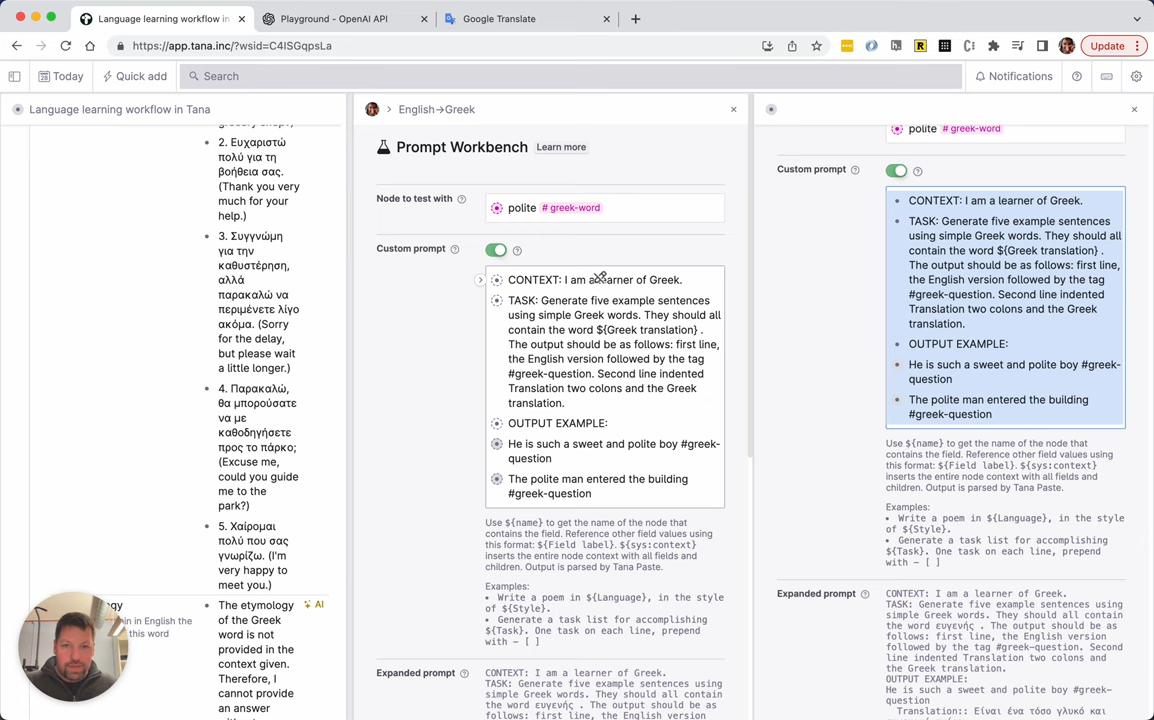 Language learning workflow in
Playground - OpenAI API
Google Translate
https://app.tana.inc/?wsid=C4ISGqpsLa
Update
Today
Quick add
Search
Notifications
Language learning workflow in Tana
2.
Ευχαριστώ
πολύ για τη
βοήθεια σας.
(Thank you very
much for your
help.)
3. Συγγνώμη
για την
καθυστέρηση,
αλλά
παρακαλώ να
περιμένετε λίγο
ακόμα. (Sorry
for the delay,
but please wait
a little longer.)
4. Παρακαλώ,
θα μπορούσατε
να με
καθοδηγήσετε
προς το πάρκο;
(Excuse me,
could you guide
me to the
park?)
5. Χαίρομαι
πολύ που σας
γνωρίζω. (I'm
very happy to
meet you.)
gy
in in English the
this word
The etymology
of the Greek
word is not
provided in the
context given.
Therefore, I
cannot provide
an answer
AI
English→Greek
Prompt Workbench
Learn more
Node to test with
polite # greek-word
Custom prompt
CONTEXT: I am a learner of Greek.
TASK: Generate five example sentences
using simple Greek words. They should all
contain the word ${Greek translation} .
The output should be as follows: first line,
the English version followed by the tag
#greek-question. Second line indented
Translation two colons and the Greek
translation.
OUTPUT EXAMPLE:
He is such a sweet and polite boy #greek-
question
The polite man entered the building
#greek-question
Use ${name} to get the name of the node that
contains the field. Reference other field values using
this format: ${Field label}. ${sys:context}
inserts the entire node context with all fields and
children. Output is parsed by Tana Paste.
Examples:
• Write a poem in ${Language}, in the style
of ${Style}.
• Generate a task list for accomplishing
${Task}. One task on each line, prepend
with – [ ]
Expanded prompt
CONTEXT: I am a learner of Greek.
TASK: Generate five example sentences using
simple Greek words. They should all contain
the word ευγενής . The output should be as
follows: first line, the English version
polite # greek-word
Custom prompt
CONTEXT: I am a learner of Greek.
TASK: Generate five example sentences
using simple Greek words. They should all
contain the word ${Greek translation} .
The output should be as follows: first line,
the English version followed by the tag
#greek-question. Second line indented
Translation two colons and the Greek
translation.
OUTPUT EXAMPLE:
He is such a sweet and polite boy #greek-
question
The polite man entered the building
#greek-question
Use ${name} to get the name of the node that
contains the field. Reference other field values using
this format: ${Field label}. ${sys:context}
inserts the entire node context with all fields and
children. Output is parsed by Tana Paste.
Examples:
• Write a poem in ${Language}, in the style
of ${Style}.
• Generate a task list for accomplishing
${Task}. One task on each line, prepend
with – [ ]
Expanded prompt
CONTEXT: I am a learner of Greek.
TASK: Generate five example sentences using
simple Greek words. They should all contain
the word ευγενής . The output should be as
follows: first line, the English version
followed by the tag #greek-question. Second
line indented Translation two colons and
the Greek translation.
OUTPUT EXAMPLE:
He is such a sweet and polite boy #greek-
question
Translation:: Είναι ένα τόσο γλυκό και